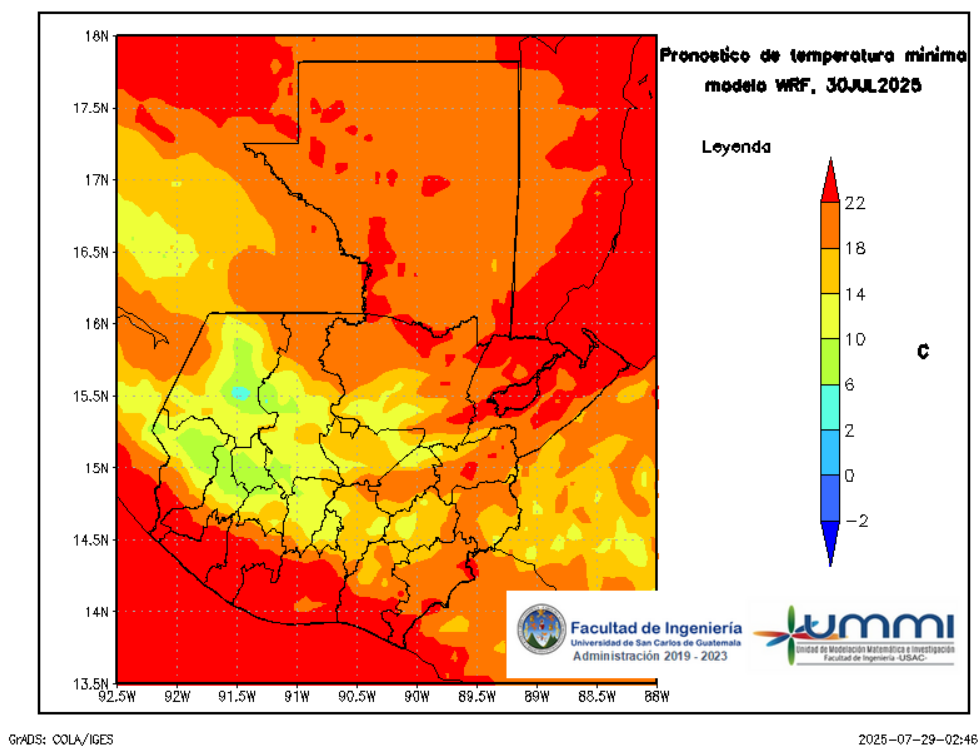 Pronostico de temperatura minima
modelo WRF, 30JUL2025
Leyenda
22
18
14
10
6
2
0
-2
C
18N
17.5N
17N
16.5N
16N
15.5N
15N
14.5N
14N
13.5N
92.5W
92W
91.5W
91W
90.5W
90W
89.5W
89W
88.5W
88W
Facultad de Ingeniería
Universidad de San Carlos de Guatemala
Administración 2019 - 2023
ummi
Unidad de Modelación Matemática e Investigación
Facultad de Ingeniería -USAC-
GrADS: COLA/IGES
2025-07-29-02:46